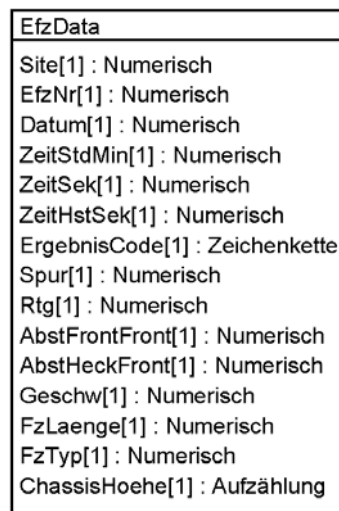 EfzData
Site[1] : Numerisch
EfzNr[1] : Numerisch
Datum[1] : Numerisch
ZeitStdMin[1] : Numerisch
ZeitSek[1] : Numerisch
ZeitHstSek[1] : Numerisch
ErgebnisCode[1] : Zeichenkette
Spur[1] : Numerisch
Rtg[1] : Numerisch
AbstFrontFront[1] : Numerisch
AbstHeckFront[1] : Numerisch
Geschw[1] : Numerisch
FzLaenge[1] : Numerisch
FzTyp[1] : Numerisch
ChassisHoehe[1] : Aufzählung